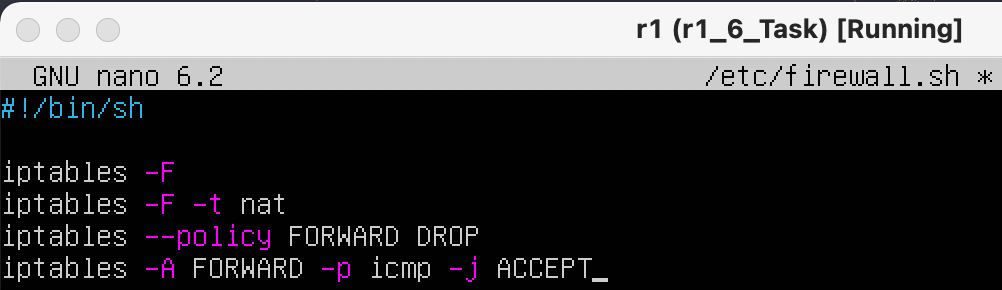 r1 (r1_6_Task) [Running]
GNU nano 6.2 /etc/firewall.sh *
#!/bin/sh
iptables -F
iptables -F -t nat
iptables --policy FORWARD DROP
iptables -A FORWARD -p icmp -j ACCEPT_